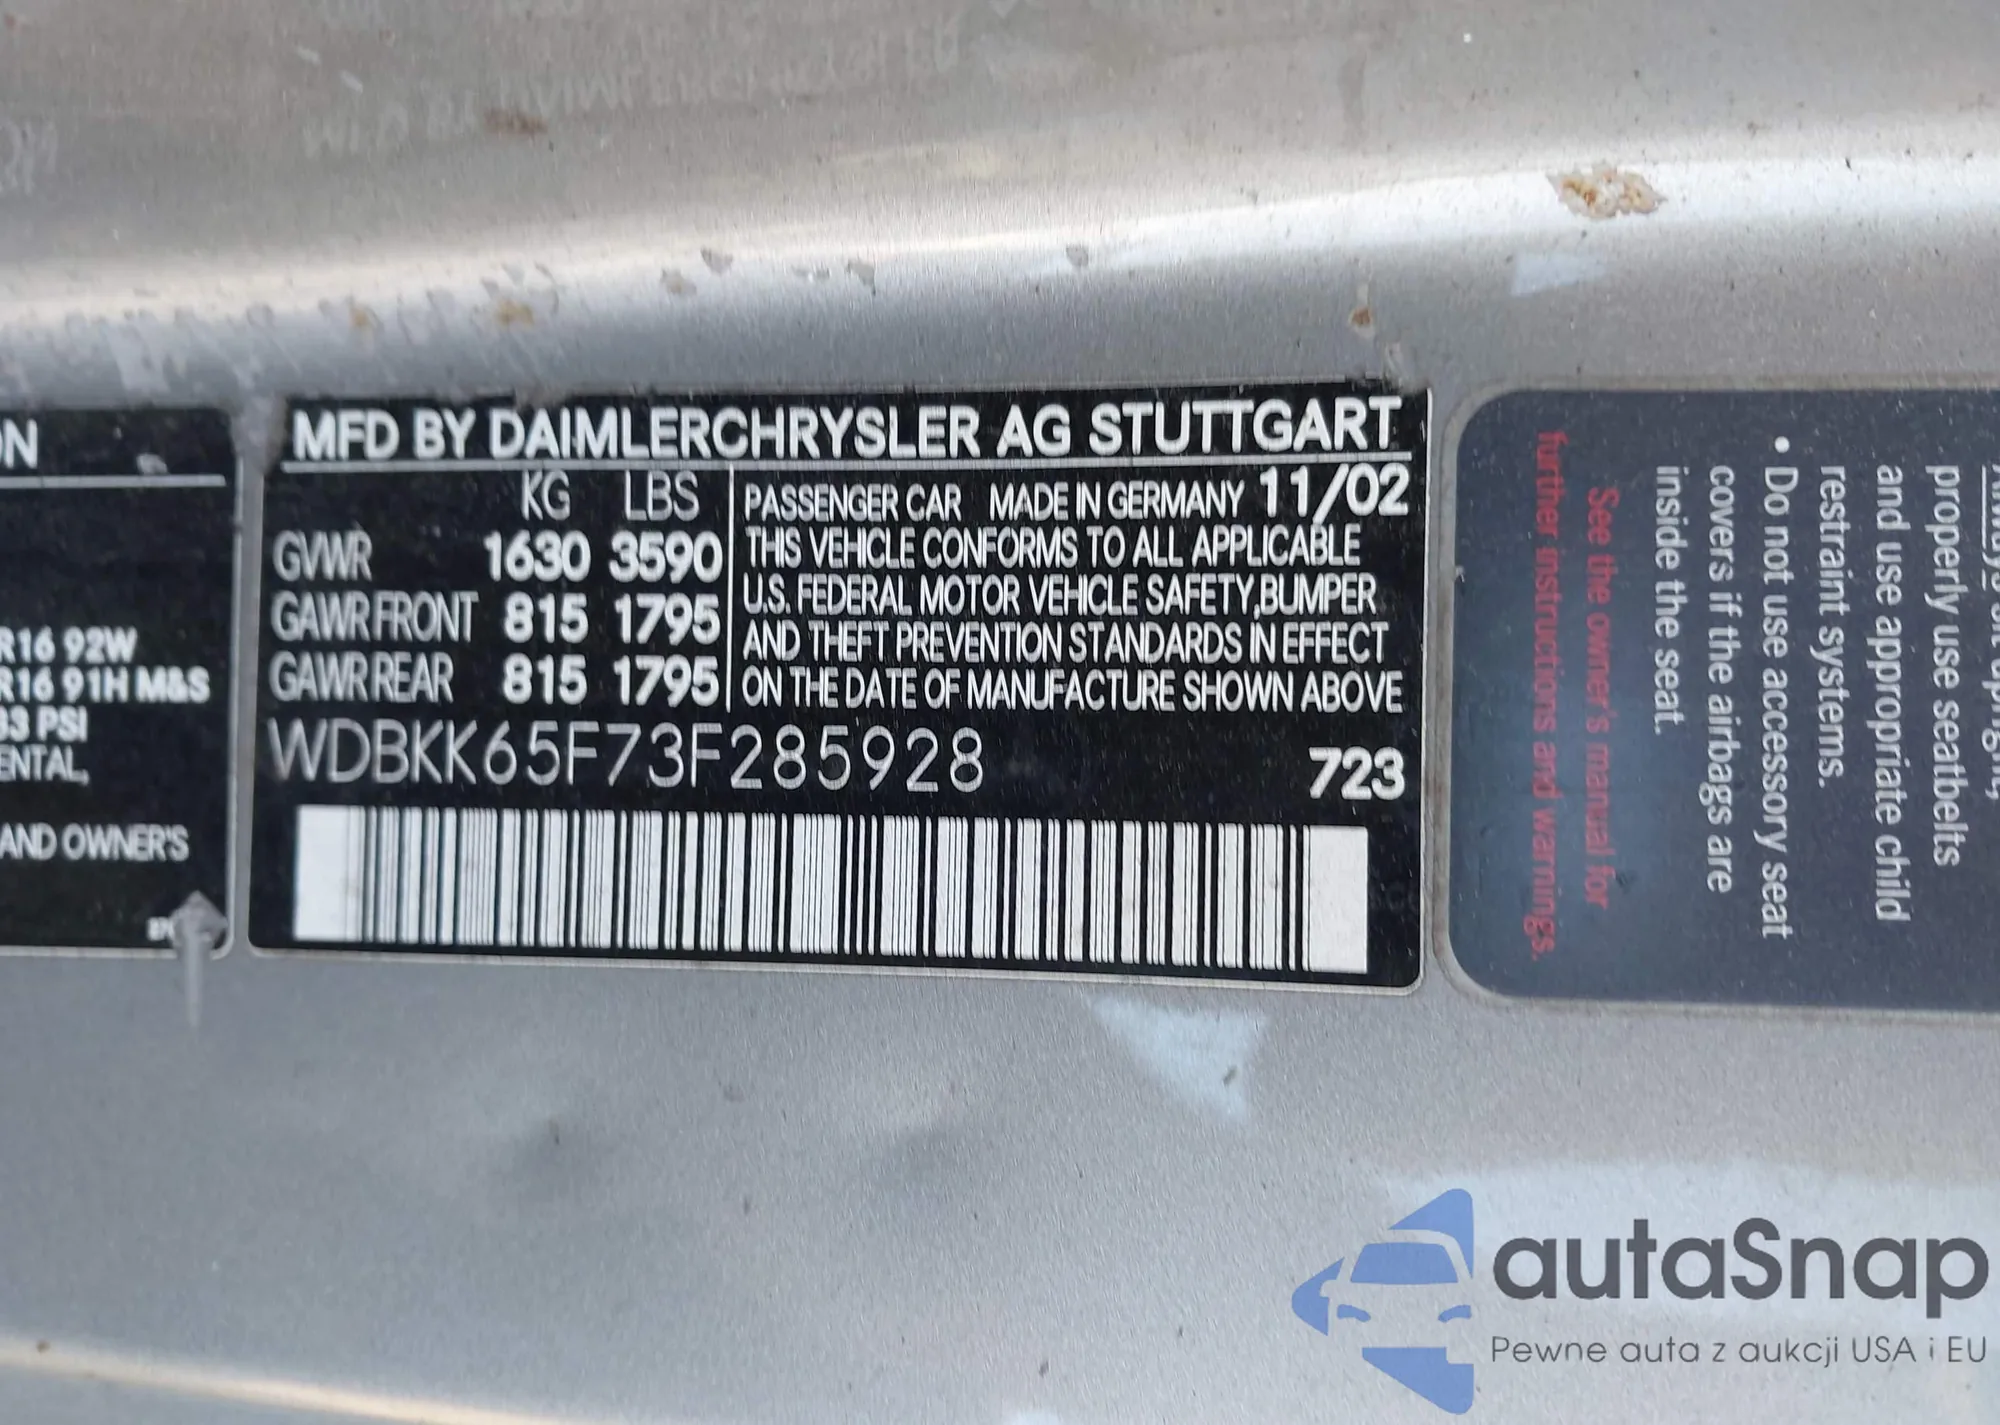 ON
R16 92W
R16 91H M&S
33 PSI
ENTAL,
AND OWNER'S
MFD BY DAIMLERCHRYSLER AG STUTTGART
KG LBS
GVWR 1630 3590
GAWR FRONT 815 1795
GAWR REAR 815 1795
PASSENGER CAR MADE IN GERMANY 11/02
THIS VEHICLE CONFORMS TO ALL APPLICABLE
U.S. FEDERAL MOTOR VEHICLE SAFETY, BUMPER
AND THEFT PREVENTION STANDARDS IN EFFECT
ON THE DATE OF MANUFACTURE SHOWN ABOVE
WDBKK65F73F285928
723
properly use seatbelts
and use appropriate child
restraint systems.
• Do not use accessory seat
covers if the airbags are
inside the seat.
See the owner's manual for
further instructions and warnings.
autaSnap
Pewne auta z aukcji USA i EU